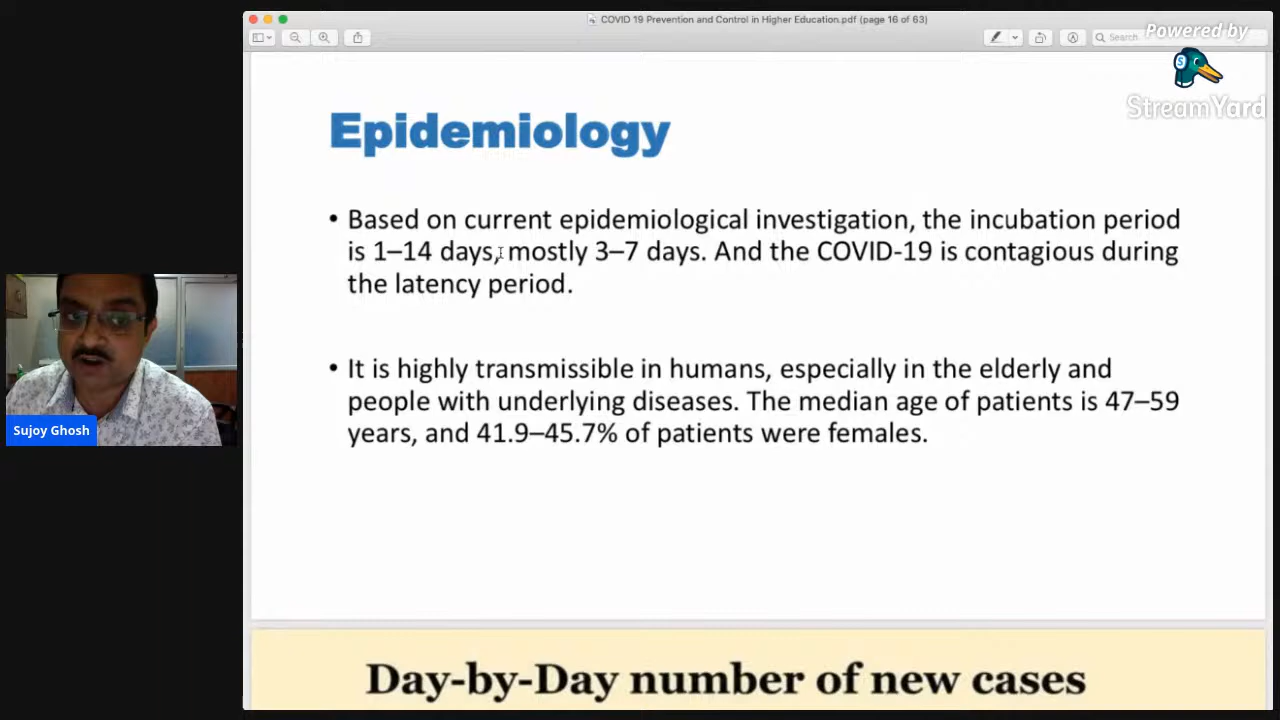 COVID 19 Prevention and Control in Higher Education.pdf (page 16 of 63)
Search
Powered by
StreamYard
Epidemiology
• Based on current epidemiological investigation, the incubation period
is 1–14 days, mostly 3–7 days. And the COVID-19 is contagious during
the latency period.
• It is highly transmissible in humans, especially in the elderly and
people with underlying diseases. The median age of patients is 47–59
years, and 41.9–45.7% of patients were females.
Sujoy Ghosh
Day-by-Day number of new cases